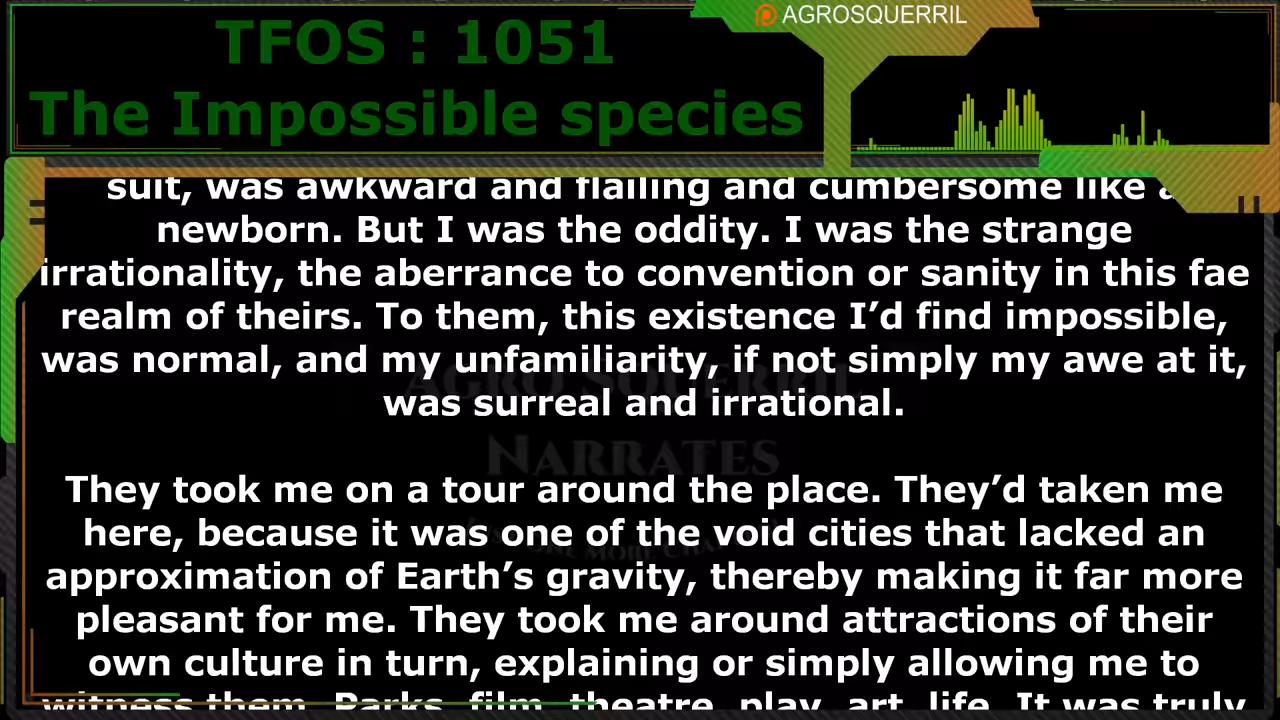 AGROSQUERRIL
TFOS : 1051
The Impossible species
suit, was awkward and flailing and cumbersome like a
newborn. But I was the oddity. I was the strange
irrationality, the aberrance to convention or sanity in this fae
realm of theirs. To them, this existence I’d find impossible,
was normal, and my unfamiliarity, if not simply my awe at it,
was surreal and irrational.
AGRO SQUERRIL
NARRATES
They took me on a tour around the place. They’d taken me
here, because it was one of the void cities that lacked an
approximation of Earth’s gravity, thereby making it far more
pleasant for me. They took me around attractions of their
own culture in turn, explaining or simply allowing me to
witness them. Parks, film, theatre, play, art, life. It was truly